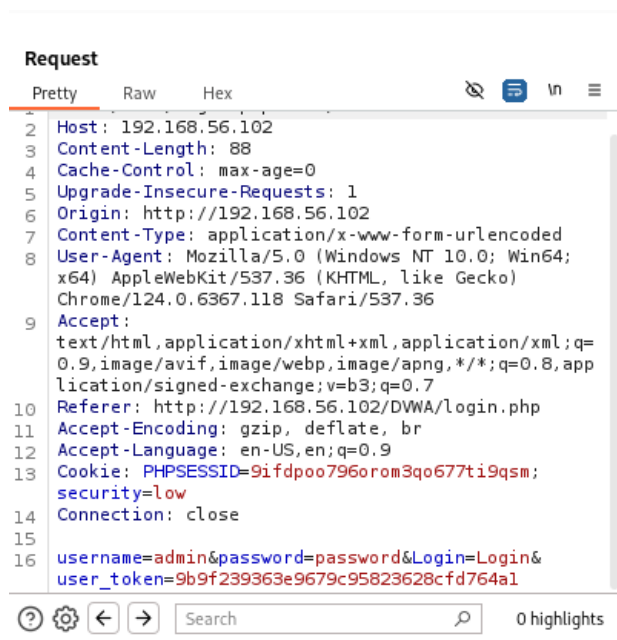 Request
Pretty Raw Hex \n
2 Host: 192.168.56.102
3 Content-Length: 88
4 Cache-Control: max-age=0
5 Upgrade-Insecure-Requests: 1
6 Origin: http://192.168.56.102
7 Content-Type: application/x-www-form-urlencoded
8 User-Agent: Mozilla/5.0 (Windows NT 10.0; Win64;
x64) AppleWebKit/537.36 (KHTML, like Gecko)
Chrome/124.0.6367.118 Safari/537.36
9 Accept:
text/html,application/xhtml+xml,application/xml;q=
0.9,image/avif,image/webp,image/apng,*/*;q=0.8,app
lication/signed-exchange;v=b3;q=0.7
10 Referer: http://192.168.56.102/DVWA/login.php
11 Accept-Encoding: gzip, deflate, br
12 Accept-Language: en-US,en;q=0.9
13 Cookie: PHPSESSID=9ifdpoo796orom3qo677ti9qsm;
security=low
14 Connection: close
15
16 username=admin&password=password&Login=Login&
user_token=9b9f239363e9679c95823628cfd764a1
Search 0 highlights